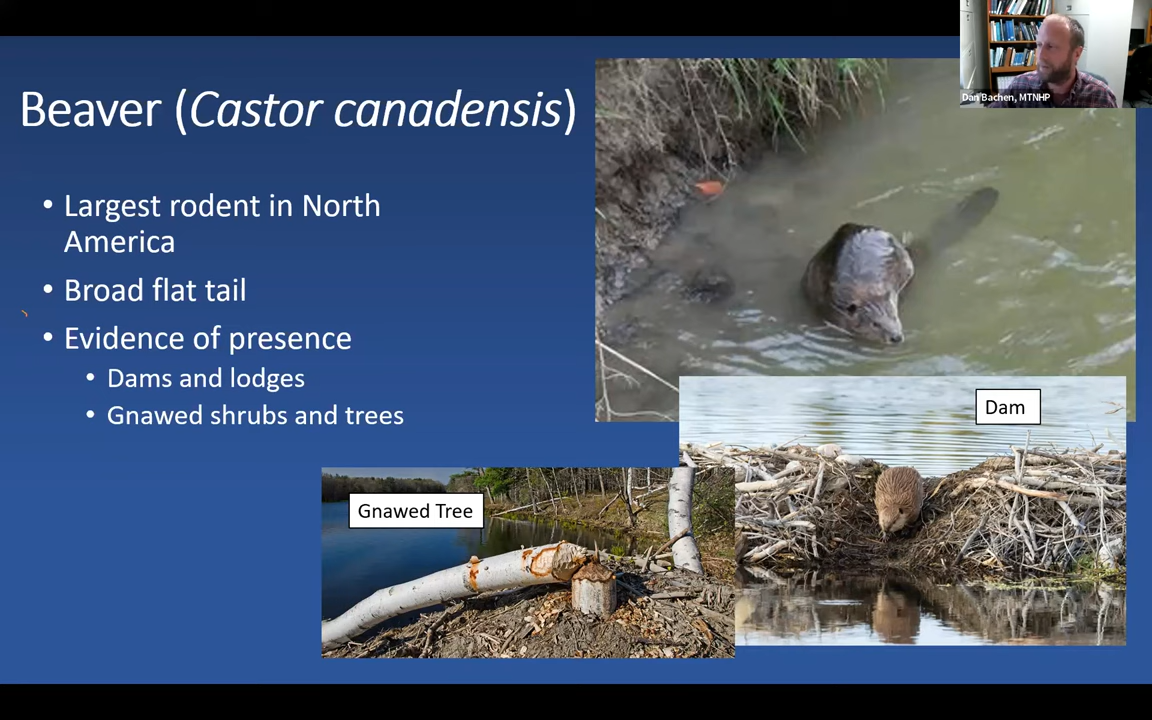 Dan Bachen, MTNHP
Beaver (Castor canadensis)
• Largest rodent in North
America
• Broad flat tail
• Evidence of presence
• Dams and lodges
• Gnawed shrubs and trees
Dam
Gnawed Tree